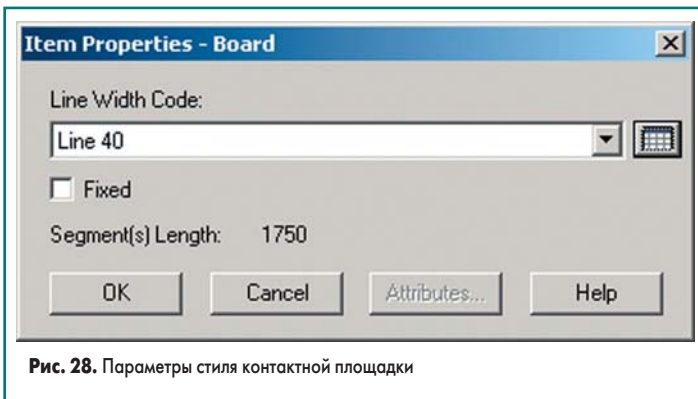 Item Properties - Board
Line Width Code:
Line 40
Fixed
Segment(s) Length: 1750
OK Cancel Attributes... Help
Рис. 28. Параметры стиля контактной площадки